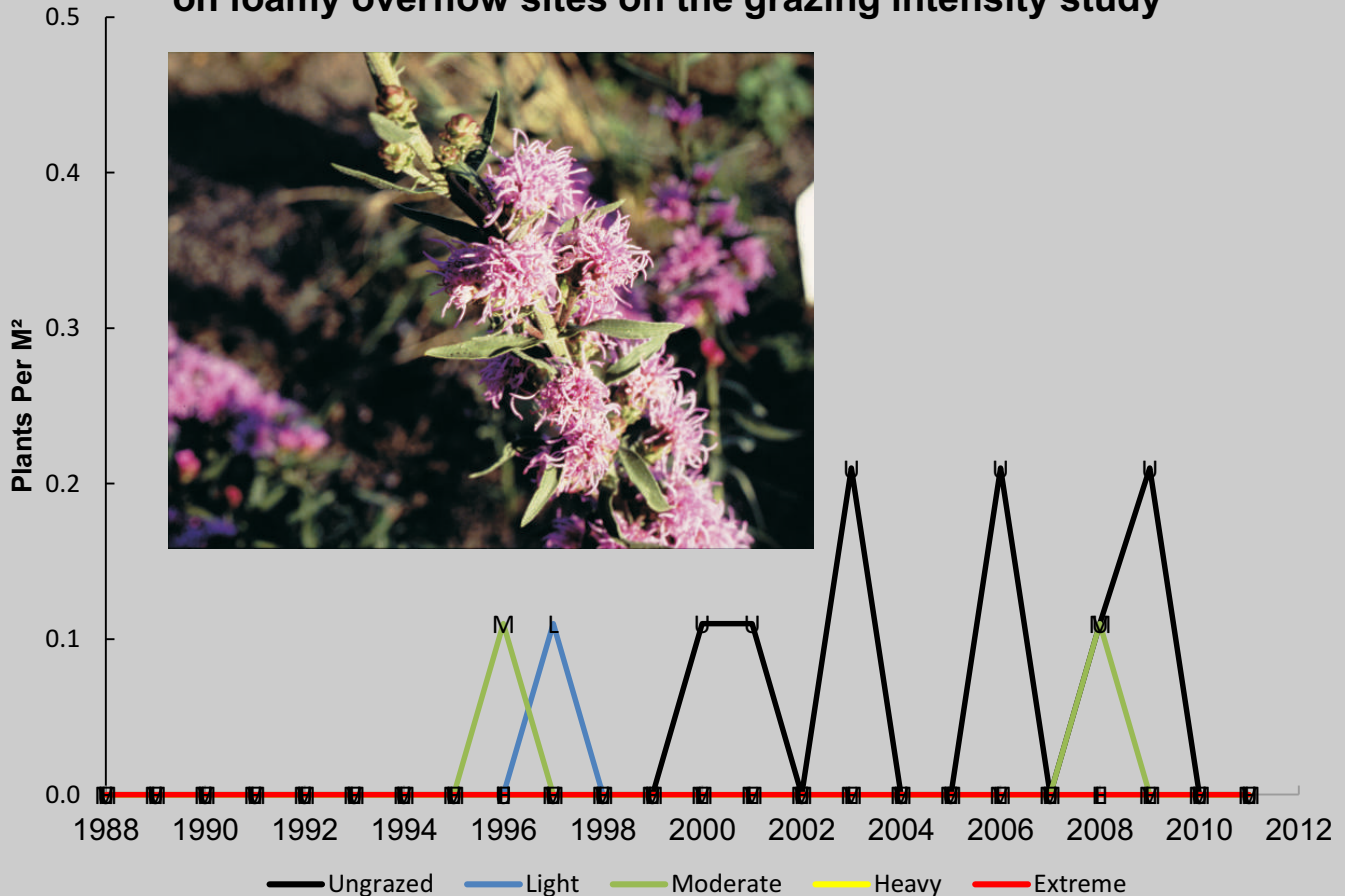 on loamy overflow sites on the grazing intensity study
0.5
0.4
0.3
0.2
0.1
0.0
Plants Per M²
U U U
M L U U M
1988 1990 1992 1994 1996 1998 2000 2002 2004 2006 2008 2010 2012
Ungrazed Light Moderate Heavy Extreme